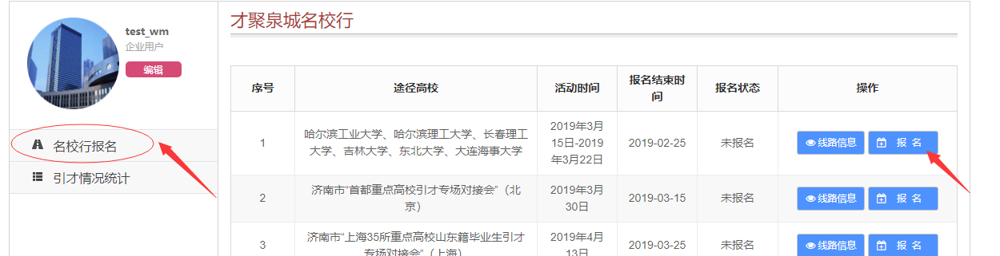 才聚泉城名校行
test_wm
企业用户
编辑
名校行报名
引才情况统计
序号
途径高校
活动时间
报名结束时
间
报名状态
操作
1
哈尔滨工业大学、哈尔滨理工大学、长春理工
大学、吉林大学、东北大学、大连海事大学
2019年3月
15日-2019
年3月22日
2019-02-25
未报名
线路信息
报 名
2
济南市“首都重点高校引才专场对接会”（北
京）
2019年3月
30日
2019-03-15
未报名
线路信息
报 名
3
济南市“上海35所重点高校山东籍毕业生引才
专场对接会”（上海）
2019年4月
13日
2019-03-25
未报名
线路信息
报 名